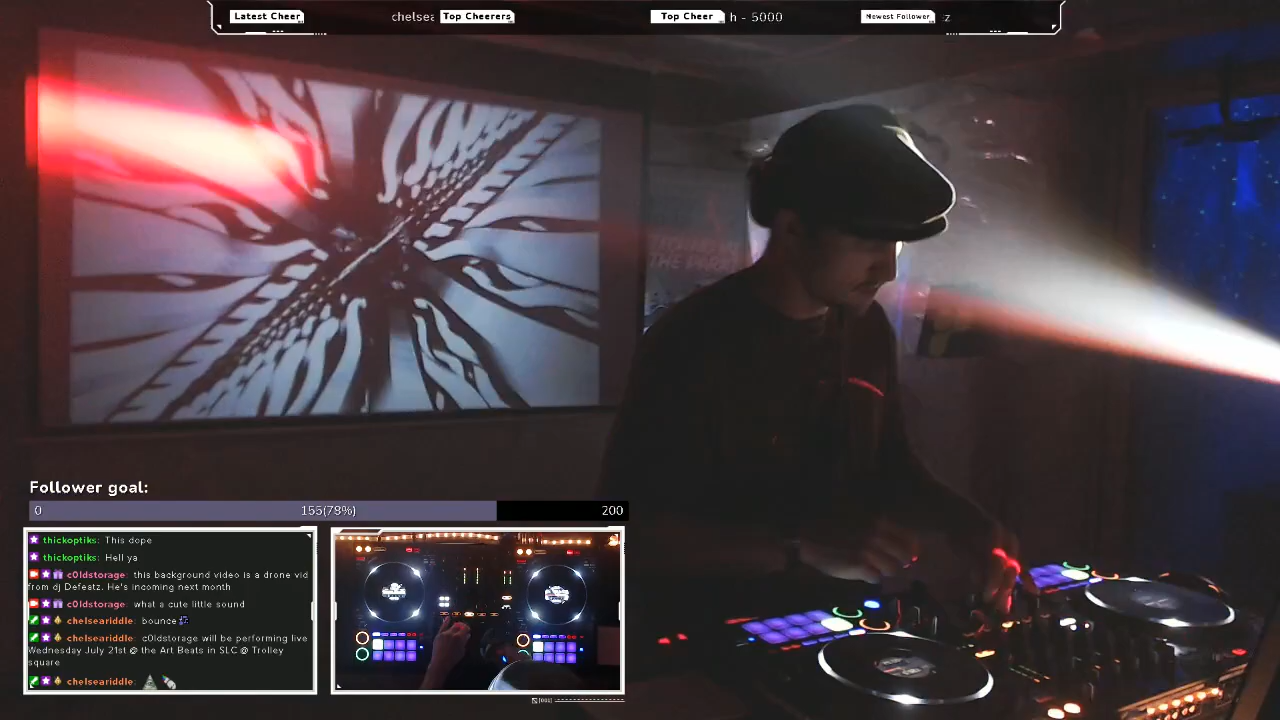 Latest Cheer
chelsea
Top Cheerers
Top Cheer
h - 5000
Newest Follower
z
Follower goal:
0
155(78%)
200
thickoptiks: This dope
thickoptiks: Hell ya
c0ldstorage: this background video is a drone vid
from dj Defeatz. He's incoming next
month
c0ldstorage: what a cute little sound
chelseariddle: bounce
chelseariddle: c0ldstorage will be performing live
Wednesday July 21st @ the Art Beats in SLC @ Trolley
square
chelseariddle: